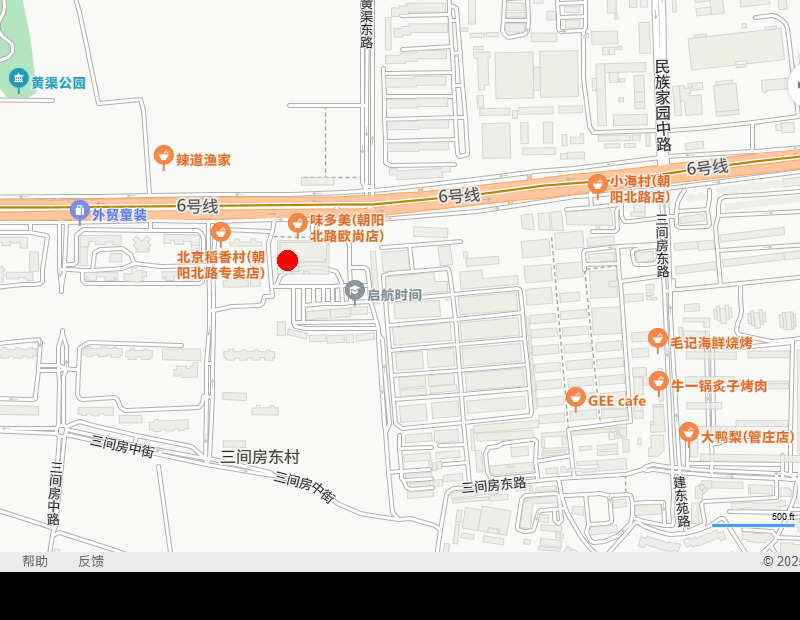 黄渠东路
民族家园中路
黄渠公园
辣道渔家
6号线
6号线
6号线
小海村(朝
阳北路店)
外贸童装
味多美(朝阳
北路欧尚店)
北京稻香村(朝
阳北路专卖店)
三间房东路
启航时间
毛记海鲜烧烤
牛一锅炙子烤肉
GEE cafe
大鸭梨(管庄店)
三间房中街
三间房东村
三间房中街
三间房中路
三间房东路
建东苑路
500 ft
帮助
反馈
© 202